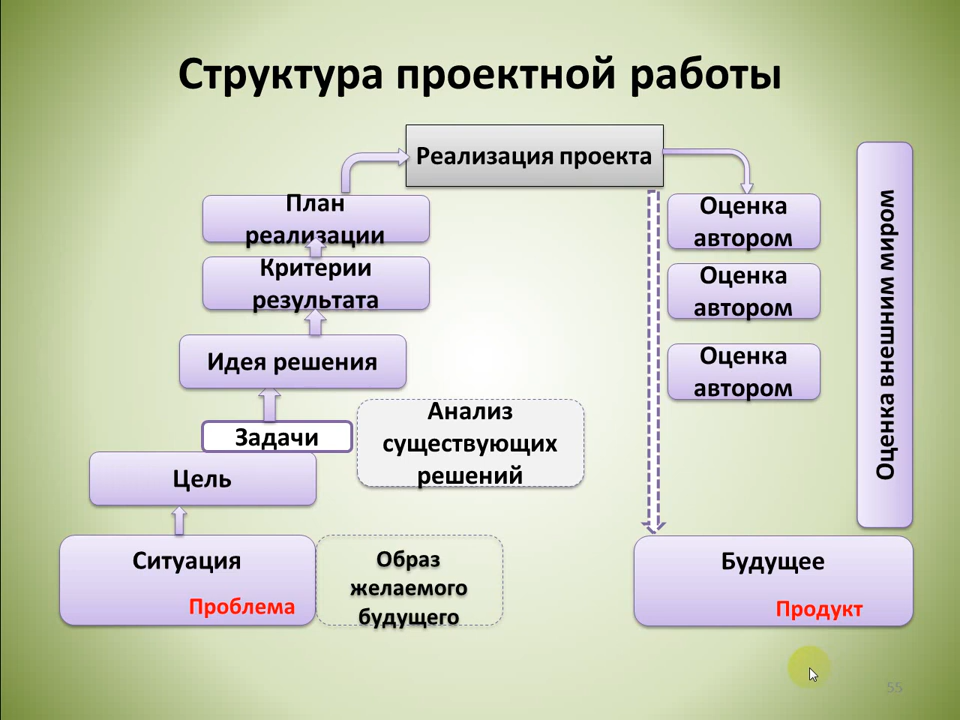 Структура проектной работы
Реализация проекта
План
реализации
Критерии
результата
Идея решения
Задачи
Цель
Анализ
существующих
решений
Ситуация
Проблема
Образ
желаемого
будущего
Оценка
автором
Оценка
автором
Оценка
автором
Оценка внешним миром
Будущее
Продукт
55